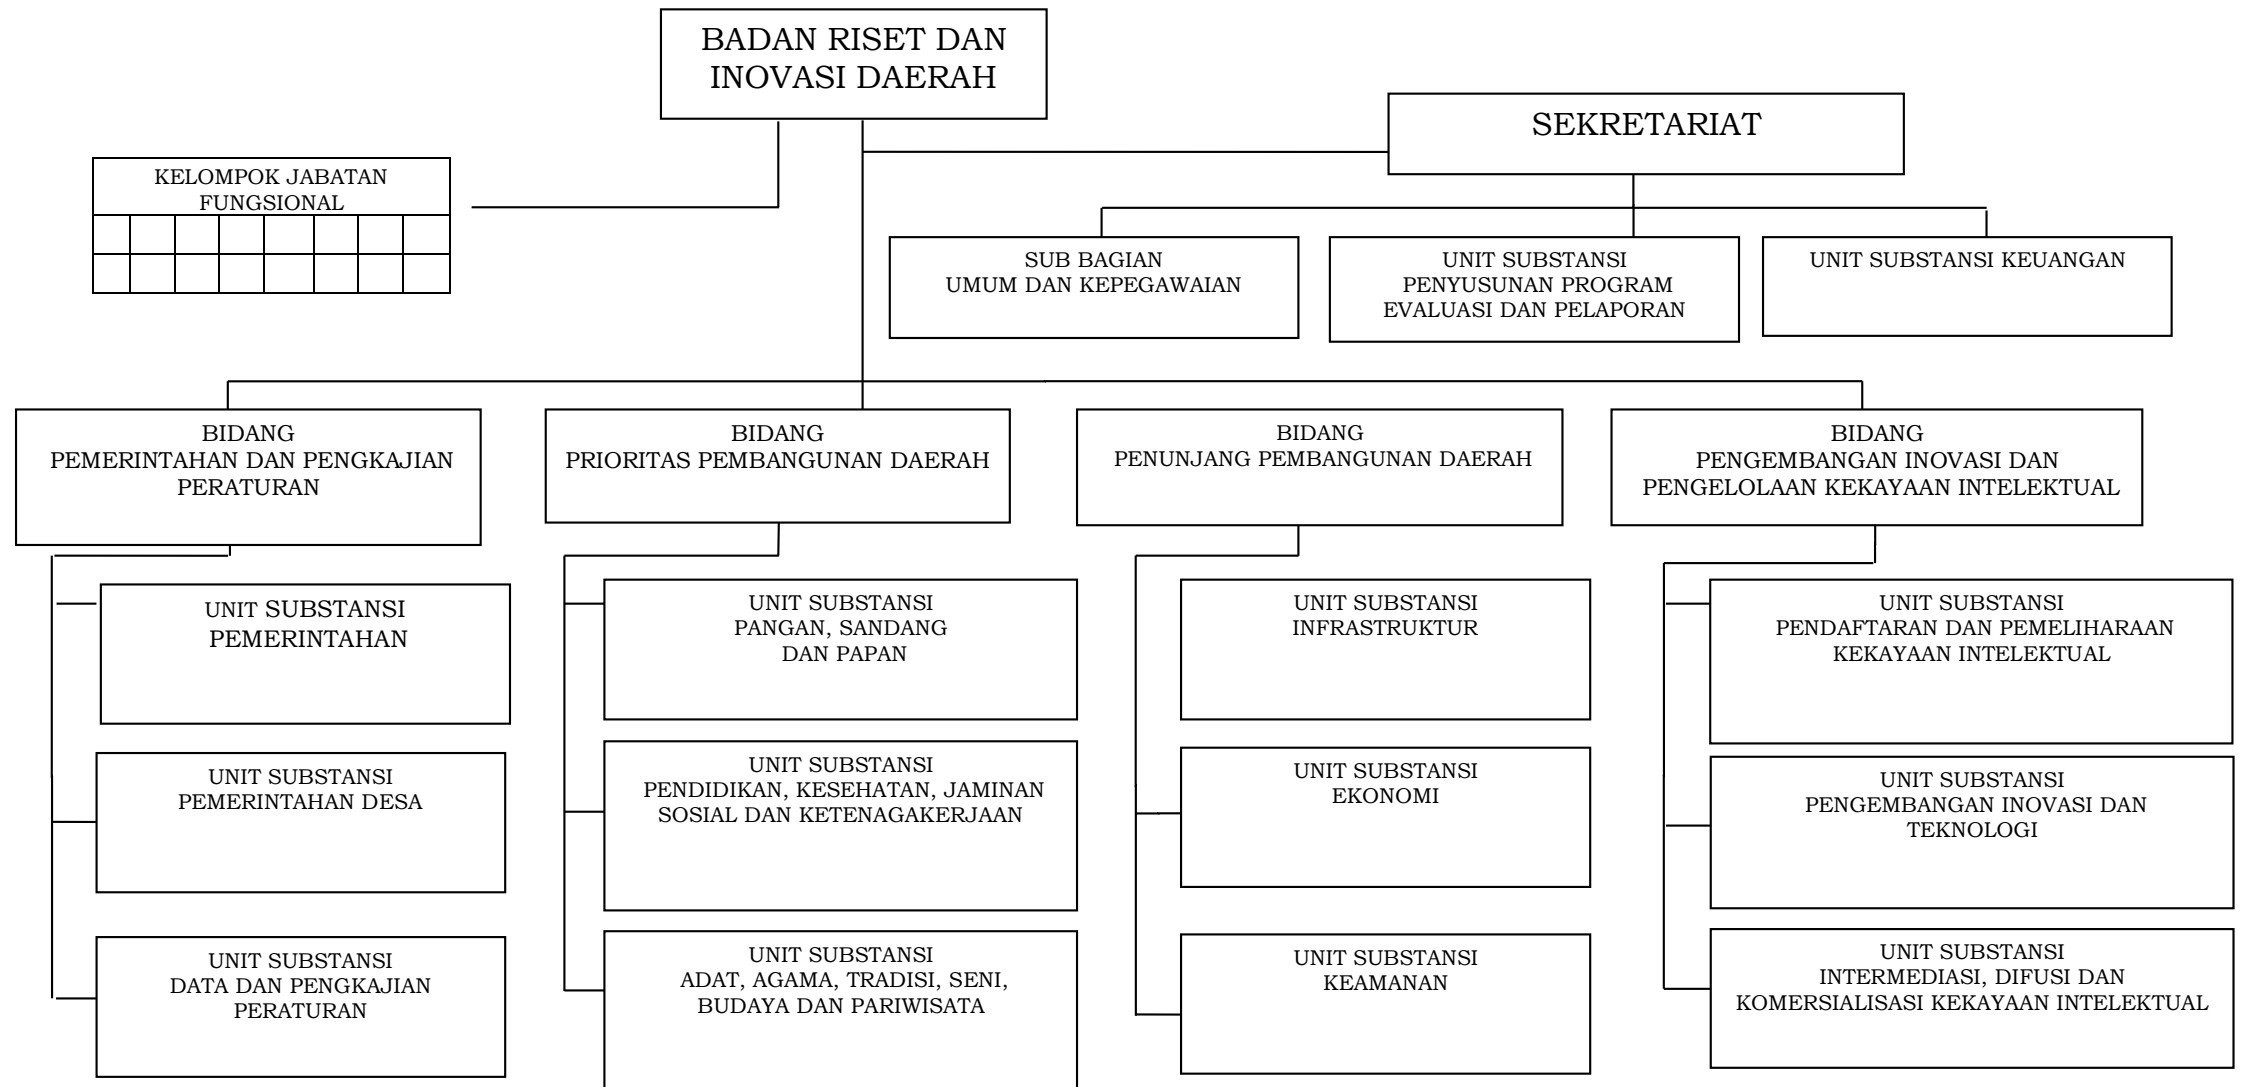 BADAN RISET DAN
INOVASI DAERAH
SEKRETARIAT
KELOMPOK JABATAN
FUNGSIONAL
SUB BAGIAN
UMUM DAN KEPEGAWAIAN
UNIT SUBSTANSI
PENYUSUNAN PROGRAM
EVALUASI DAN PELAPORAN
UNIT SUBSTANSI KEUANGAN
BIDANG
PEMERINTAHAN DAN PENGKAJIAN
PERATURAN
BIDANG
PRIORITAS PEMBANGUNAN DAERAH
BIDANG
PENUNJANG PEMBANGUNAN DAERAH
BIDANG
PENGEMBANGAN INOVASI DAN
PENGELOLAAN KEKAYAAN INTELEKTUAL
UNIT SUBSTANSI
PEMERINTAHAN
UNIT SUBSTANSI
PANGAN, SANDANG
DAN PAPAN
UNIT SUBSTANSI
INFRASTRUKTUR
UNIT SUBSTANSI
PENDAFTARAN DAN PEMELIHARAAN
KEKAYAAN INTELEKTUAL
UNIT SUBSTANSI
PEMERINTAHAN DESA
UNIT SUBSTANSI
PENDIDIKAN, KESEHATAN, JAMINAN
SOSIAL DAN KETENAGAKERJAAN
UNIT SUBSTANSI
EKONOMI
UNIT SUBSTANSI
PENGEMBANGAN INOVASI DAN
TEKNOLOGI
UNIT SUBSTANSI
DATA DAN PENGKAJIAN
PERATURAN
UNIT SUBSTANSI
ADAT, AGAMA, TRADISI, SENI,
BUDAYA DAN PARIWISATA
UNIT SUBSTANSI
KEAMANAN
UNIT SUBSTANSI
INTERMEDIASI, DIFUSI DAN
KOMERSIALISASI KEKAYAAN INTELEKTUAL